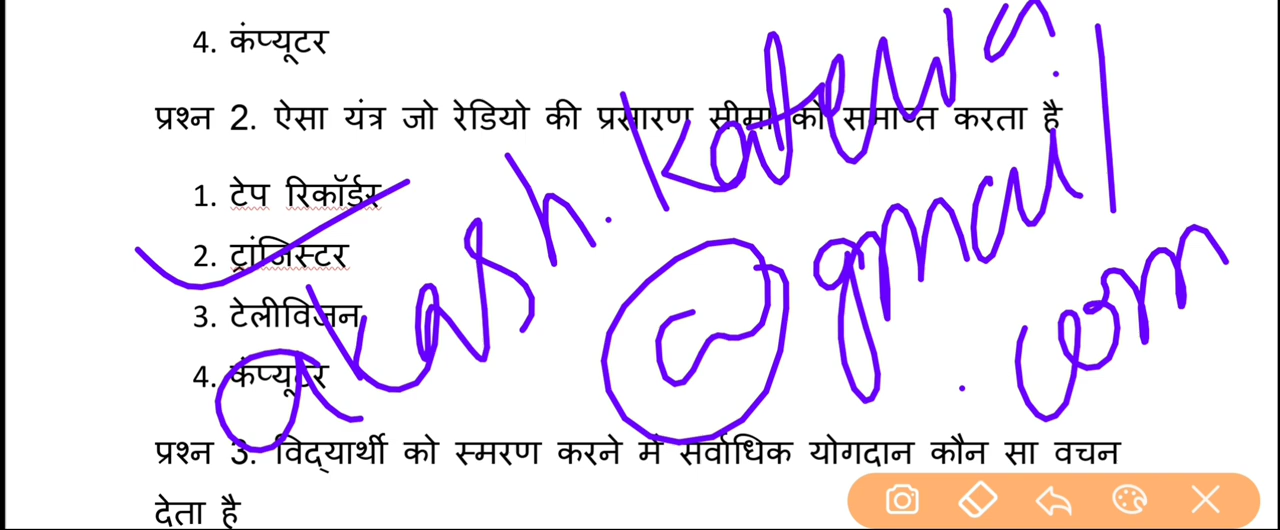 4. कंप्यूटर
प्रश्न 2. ऐसा यंत्र जो रेडियो की प्रसारण सीमा को समाप्त करता है
1. टेप रिकॉर्डर
2. ट्रांजिस्टर
3. टेलीविजन
4. कंप्यूटर
प्रश्न 3. विद्यार्थी को स्मरण करने में सर्वाधिक योगदान कौन सा वचन
देता है
akash.katewa
@gmail
.com